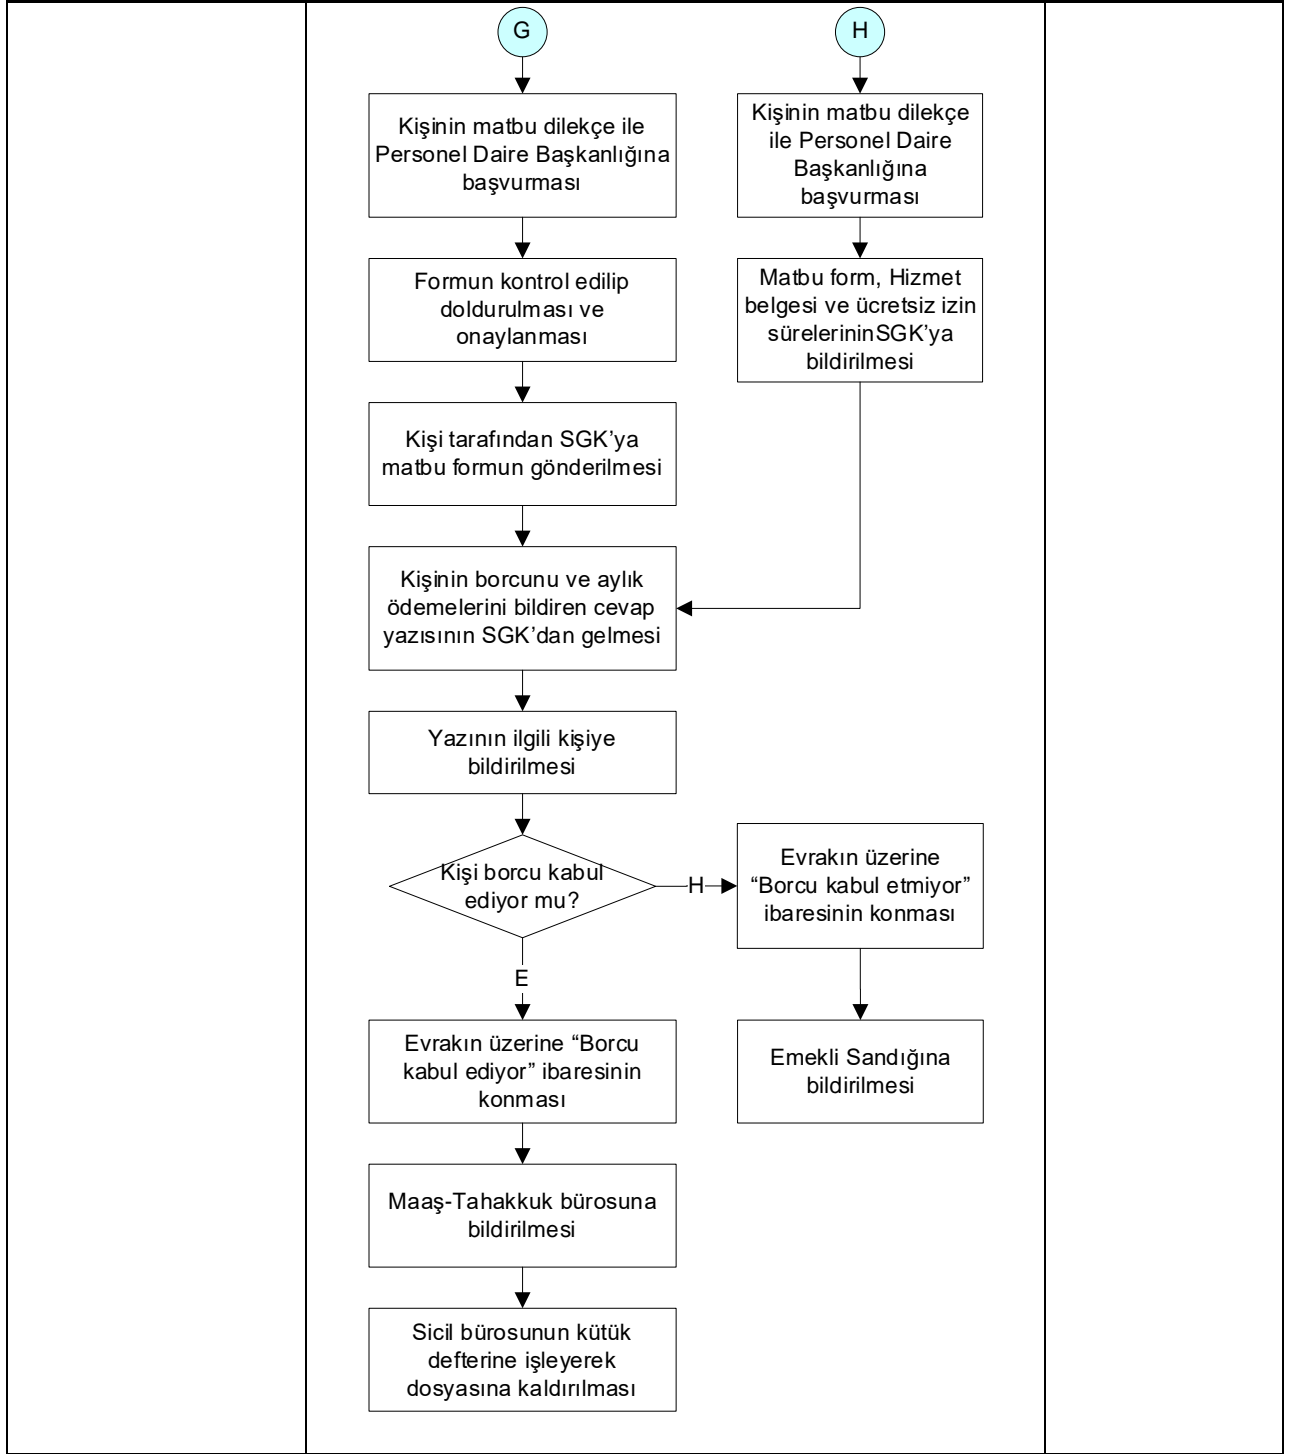 G
H
Kişinin matbu dilekçe ile
Personel Daire Başkanlığına
başvurması
Kişinin matbu dilekçe
ile Personel Daire
Başkanlığına
başvurması
Formun kontrol edilip
doldurulması ve
onaylanması
Matbu form, Hizmet
belgesi ve ücretsiz izin
sürelerininSGK’ya
bildirilmesi
Kişi tarafından SGK’ya
matbu formun gönderilmesi
Kişinin borcunu ve aylık
ödemelerini bildiren cevap
yazısının SGK’dan gelmesi
Yazının ilgili kişiye
bildirilmesi
Kişi borcu kabul
ediyor mu?
H
Evrakın üzerine
“Borcu kabul etmiyor”
ibaresinin konması
E
Evrakın üzerine “Borcu
kabul ediyor” ibaresinin
konması
Emekli Sandığına
bildirilmesi
Maaş-Tahakkuk bürosuna
bildirilmesi
Sicil bürosunun kütük
defterine işleyerek
dosyasına kaldırılması